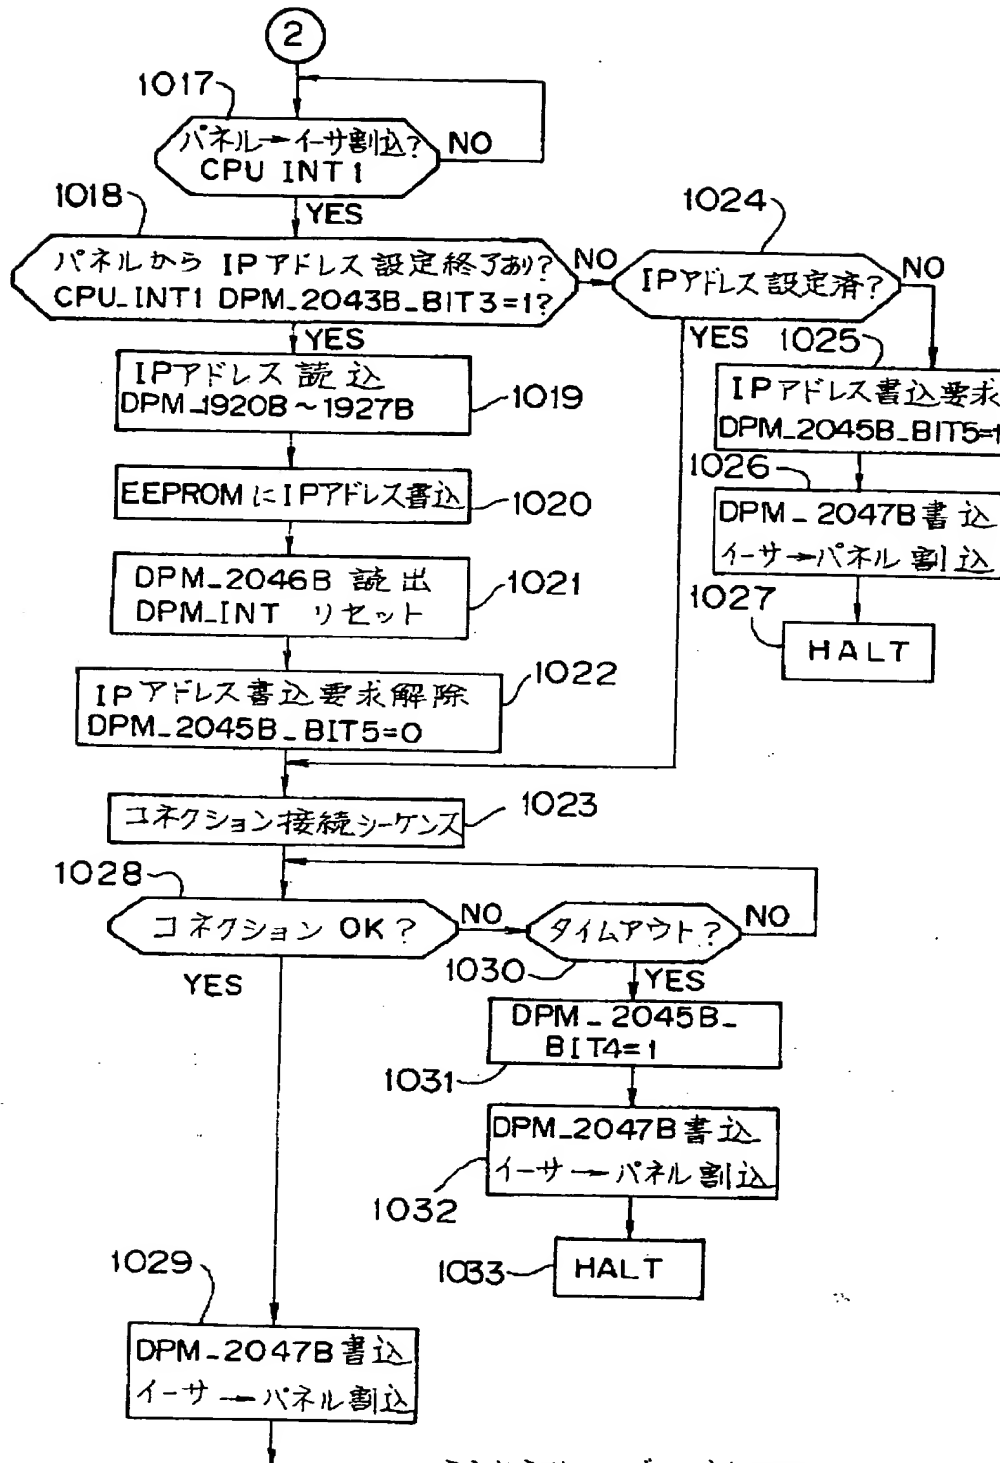 2
1017
パネル→イーサ割込?
CPU INT1
NO
YES
1018
パネルから IPアドレス設定終了あり?
CPU_INT1 DPM_2043B_BIT3=1?
NO
YES
1024
IPアドレス設定済?
NO
YES
IPアドレス読込
DPM_1920B～1927B
1019
1025
IPアドレス書込要求
DPM_2045B_BIT5=1
EEPROMにIPアドレス書込
1020
1026
DPM_2047B書込
イーサ→パネル割込
DPM_2046B 読出
DPM_INT リセット
1021
1027
HALT
IPアドレス書込要求解除
DPM_2045B_BIT5=0
1022
コネクション接続シーケンス
1023
1028
コネクション OK?
NO
YES
タイムアウト?
NO
1030
YES
DPM_2045B_
BIT4=1
1031
DPM_2047B書込
イーサ→パネル割込
1032
HALT
1033
1029
DPM_2047B書込
イーサ→パネル割込